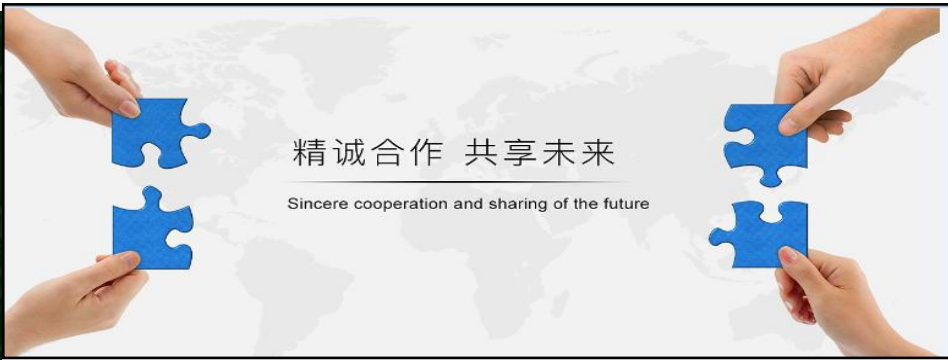 精诚合作 共享未来
Sincere cooperation and sharing of the future